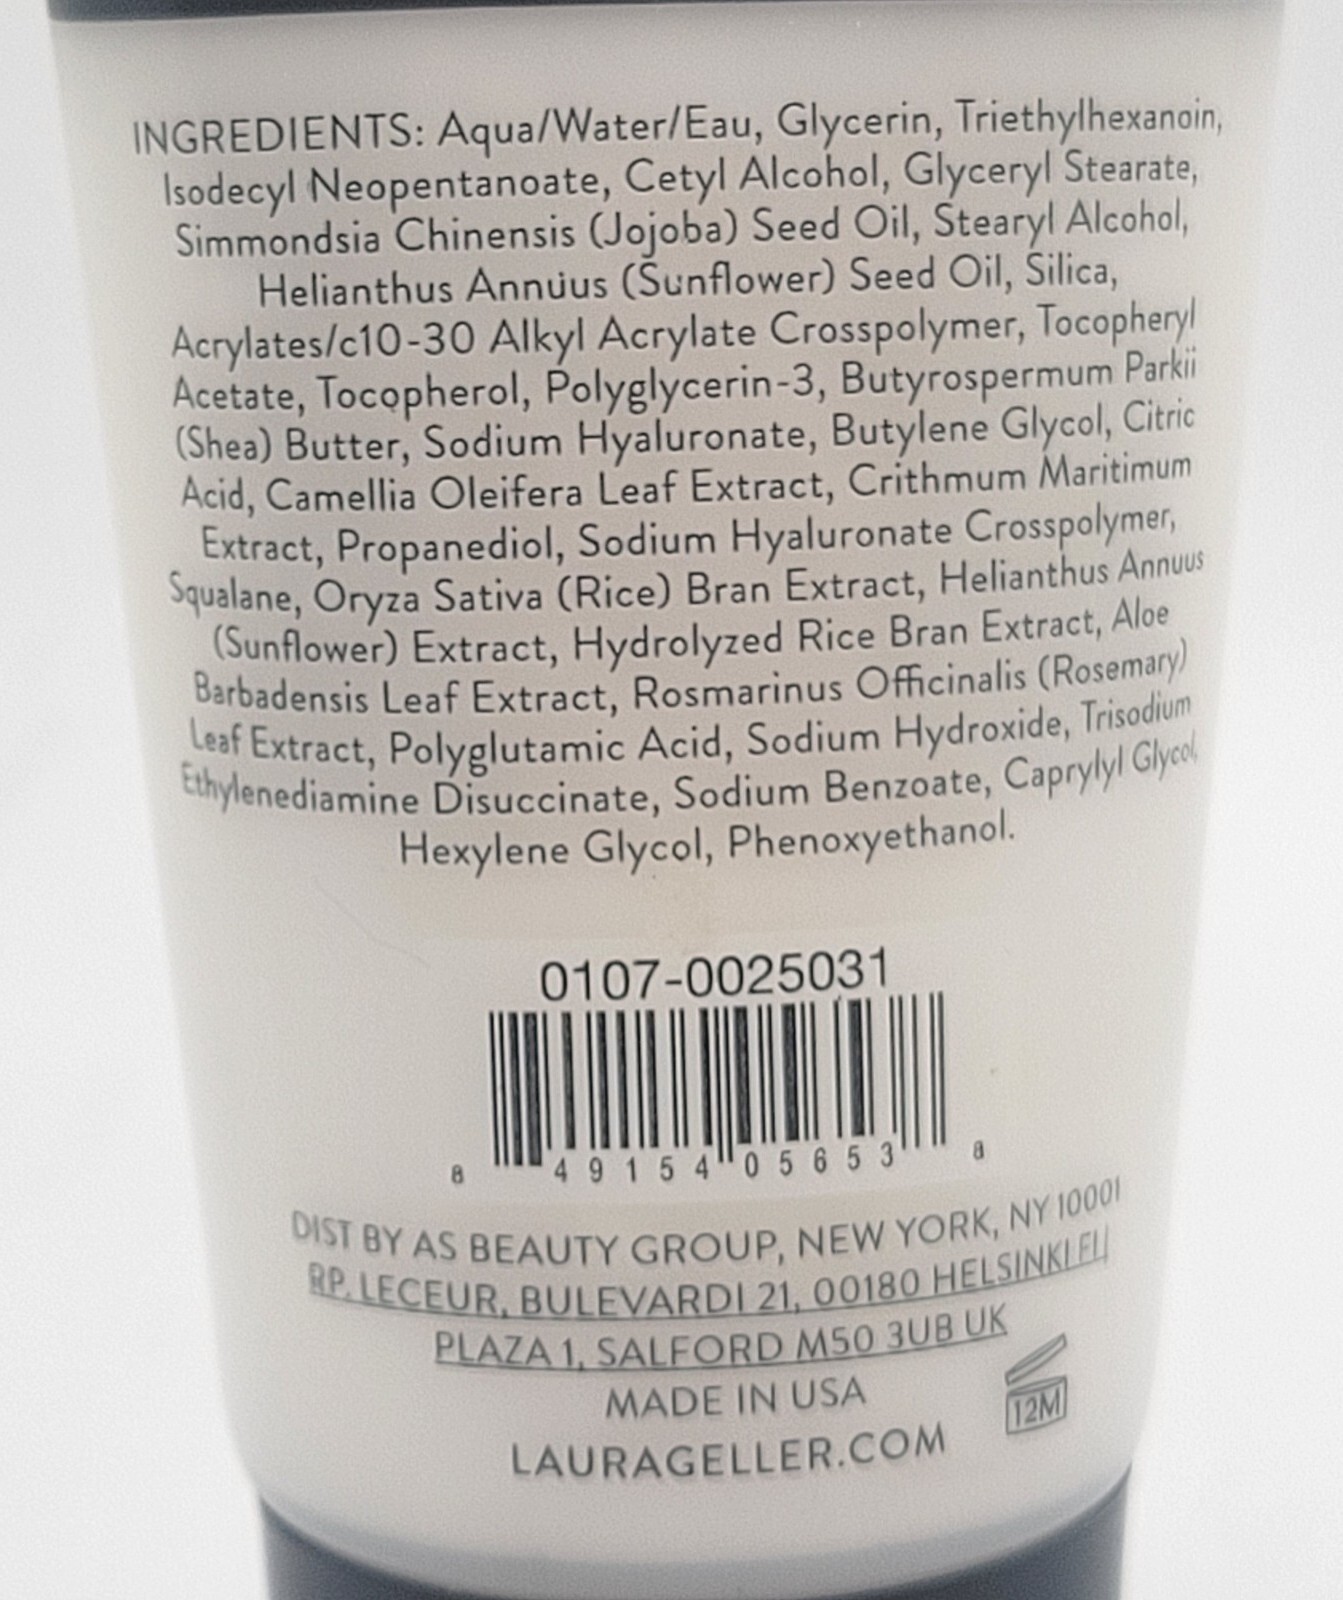 INGREDIENTS: Aqua/Water/Eau, Glycerin, Triethylhexanoin,
Isodecyl Neopentanoate, Cetyl Alcohol, Glyceryl Stearate,
Simmondsia Chinensis (Jojoba) Seed Oil, Stearyl Alcohol,
Helianthus Annuus (Sunflower) Seed Oil, Silica,
Acrylates/c10-30 Alkyl Acrylate Crosspolymer, Tocopheryl
Acetate, Tocopherol, Polyglycerin-3, Butyrospermum Parkii
(Shea) Butter, Sodium Hyaluronate, Butylene Glycol, Citric
Acid, Camellia Oleifera Leaf Extract, Crithmum Maritimum
Extract, Propanediol, Sodium Hyaluronate Crosspolymer,
Squalane, Oryza Sativa (Rice) Bran Extract, Helianthus Annuus
(Sunflower) Extract, Hydrolyzed Rice Bran Extract, Aloe
Barbadensis Leaf Extract, Rosmarinus Officinalis (Rosemary)
Leaf Extract, Polyglutamic Acid, Sodium Hydroxide, Trisodium
Ethylenediamine Disuccinate, Sodium Benzoate, Caprylyl Glycol,
Hexylene Glycol, Phenoxyethanol.
0107-0025031
8 49154 05653 8
DIST BY AS BEAUTY GROUP, NEW YORK, NY 10001
RP. LECEUR, BULEVARDI 21, 00180 HELSINKI FI
PLAZA 1, SALFORD M50 3UB UK
MADE IN USA
12M
LAURAGELLER.COM